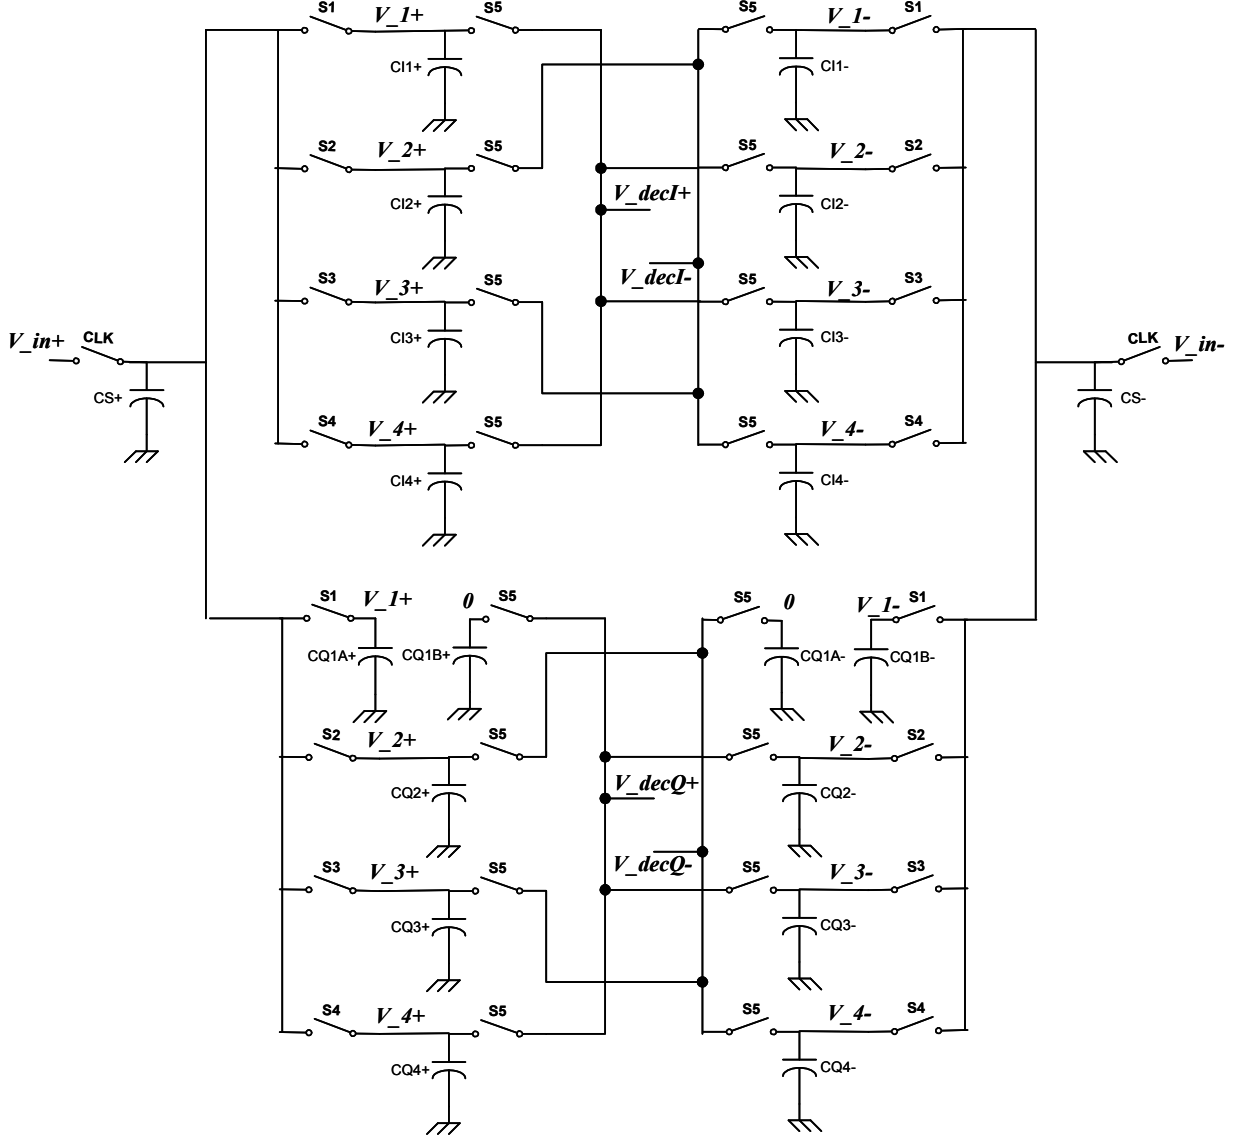 S1 V_1+ S5 S5 V_1- S1
CI1+ CI1-
S2 V_2+ S5 S5 V_2- S2
V_decI+
CI2+ CI2-
V_decI-
S3 V_3+ S5 S5 V_3- S3
V_in+ CLK CI3+ CI3- CLK V_in-
CS+ CS-
S4 V_4+ S5 S5 V_4- S4
CI4+ CI4-
S1 V_1+ 0 S5 S5 0 V_1- S1
CQ1A+ CQ1B+ CQ1A- CQ1B-
S2 V_2+ S5 S5 V_2- S2
V_decQ+
CQ2+ CQ2-
V_decQ-
S3 V_3+ S5 S5 V_3- S3
CQ3+ CQ3-
S4 V_4+ S5 S5 V_4- S4
CQ4+ CQ4-